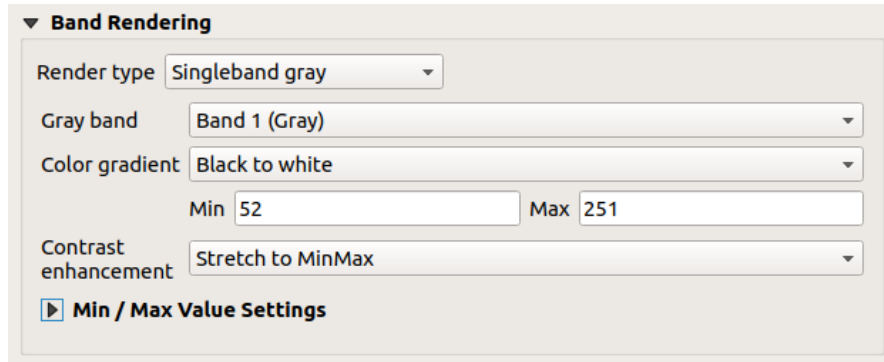 Band Rendering
Render type Singleband gray
Gray band Band 1 (Gray)
Color gradient Black to white
Min 52 Max 251
Contrast
enhancement Stretch to MinMax
Min / Max Value Settings